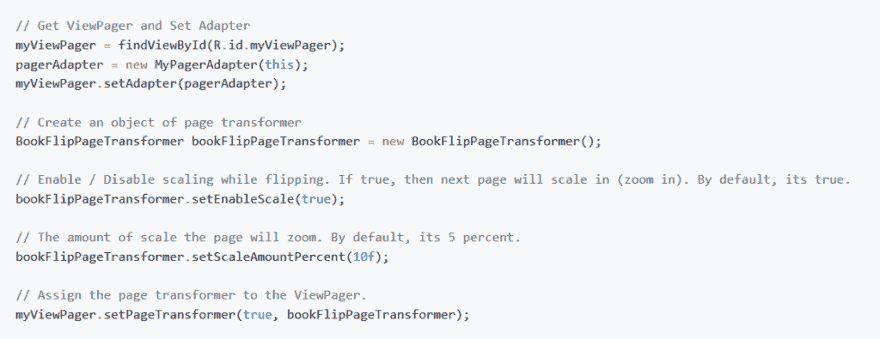 // Get ViewPager and Set Adapter
myViewPager = findViewById(R.id.myViewPager);
pagerAdapter = new MyPagerAdapter(this);
myViewPager.setAdapter(pagerAdapter);
// Create an object of page transformer
BookFlipPageTransformer bookFlipPageTransformer = new BookFlipPageTransformer();
// Enable / Disable scaling while flipping. If true, then next page will scale in (zoom in). By default, its true.
bookFlipPageTransformer.setEnableScale(true);
// The amount of scale the page will zoom. By default, its 5 percent.
bookFlipPageTransformer.setScaleAmountPercent(10f);
// Assign the page transformer to the ViewPager.
myViewPager.setPageTransformer(true, bookFlipPageTransformer);